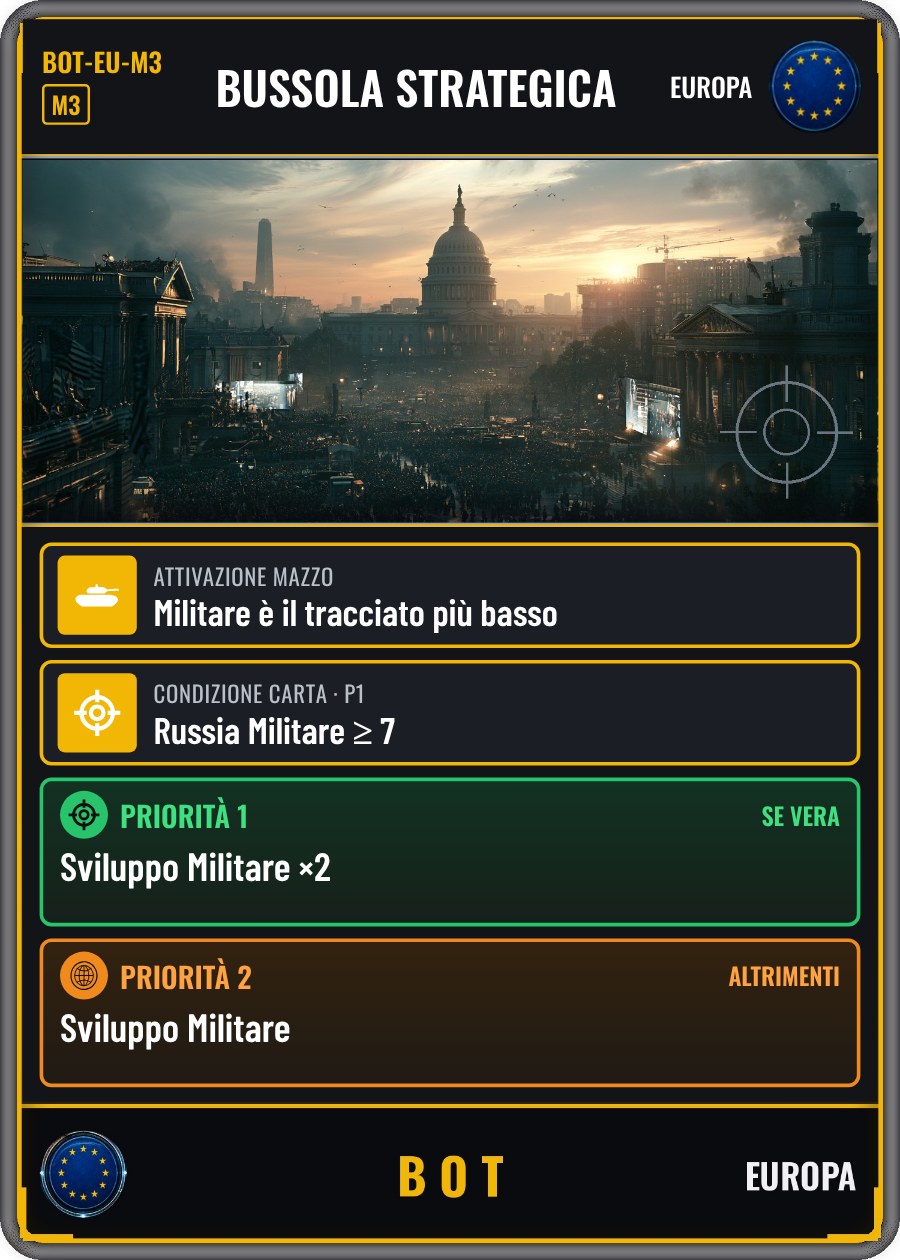 BOT-EU-M3
M3
BUSSOLA STRATEGICA
EUROPA
ATTIVAZIONE MAZZO
Militare è il tracciato più basso
CONDIZIONE CARTA · P1
Russia Militare ≥ 7
PRIORITÀ 1
SE VERA
Sviluppo Militare ×2
PRIORITÀ 2
ALTRIMENTI
Sviluppo Militare
BOT
EUROPA